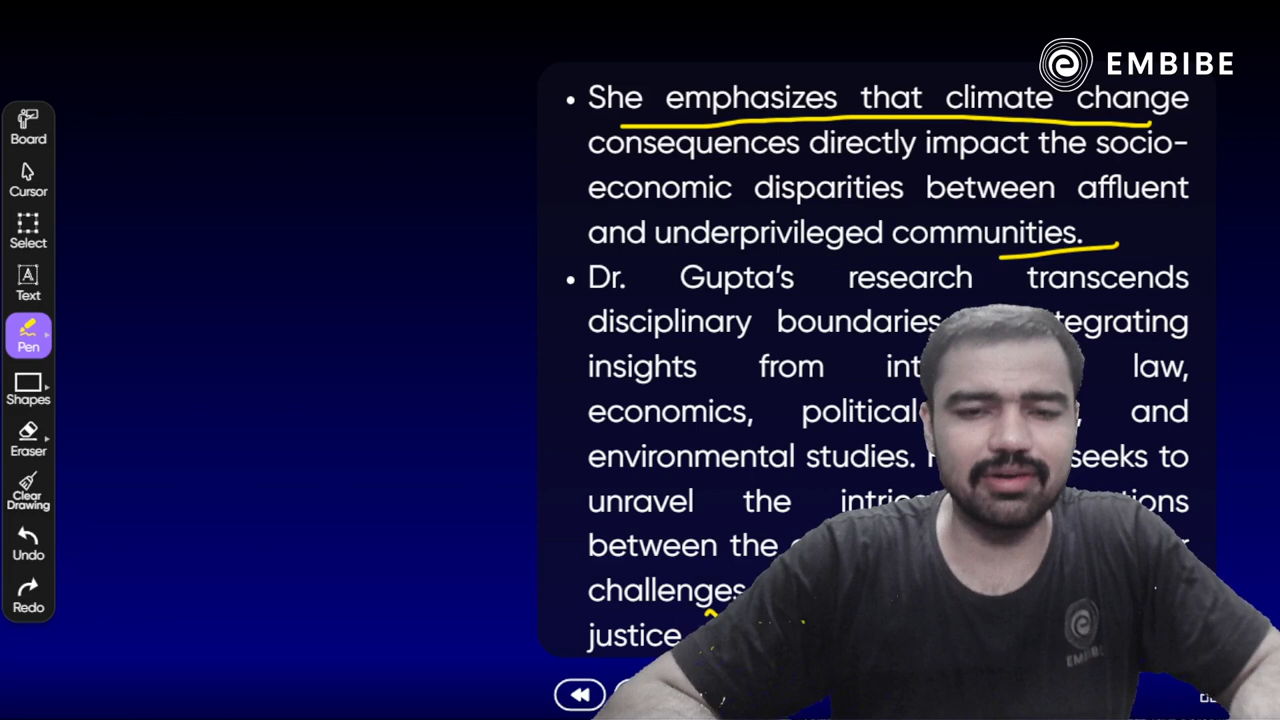 EMBIBE
Board
Cursor
Select
Text
Pen
Shapes
Eraser
Clear
Drawing
Undo
Redo
• She emphasizes that climate change
consequences directly impact the socio-
economic disparities between affluent
and underprivileged communities.
• Dr. Gupta's research transcends
disciplinary boundaries
insights from law,
economics, political and
environmental studies. seeks to
unravel the
between the
challenges
justice